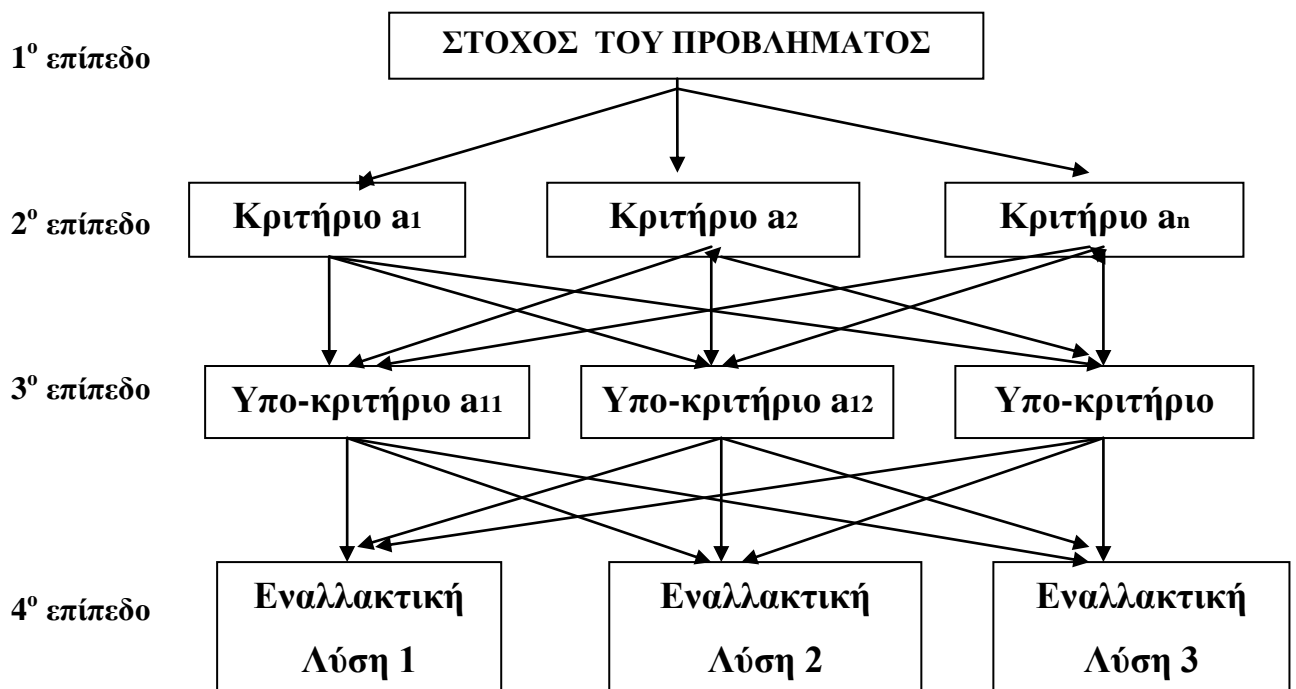 1ο επίπεδο
ΣΤΟΧΟΣ ΤΟΥ ΠΡΟΒΛΗΜΑΤΟΣ
2ο επίπεδο
Κριτήριο a1
Κριτήριο a2
Κριτήριο an
3ο επίπεδο
Υπο-κριτήριο a11
Υπο-κριτήριο a12
Υπο-κριτήριο
4ο επίπεδο
Εναλλακτική
Λύση 1
Εναλλακτική
Λύση 2
Εναλλακτική
Λύση 3